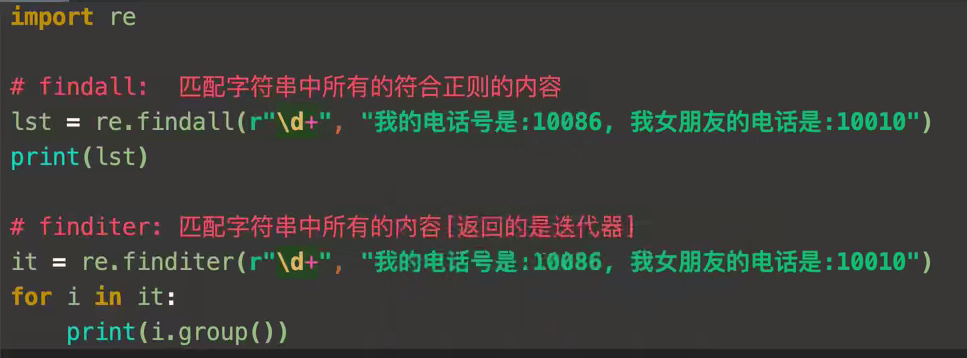 import re
# findall: 匹配字符串中所有的符合正则的内容
lst = re.findall(r"\d+", "我的电话号是:10086, 我女朋友的电话是:10010")
print(lst)
# finditer: 匹配字符串中所有的内容[返回的是迭代器]
it = re.finditer(r"\d+", "我的电话号是:10086, 我女朋友的电话是:10010")
for i in it:
    print(i.group())